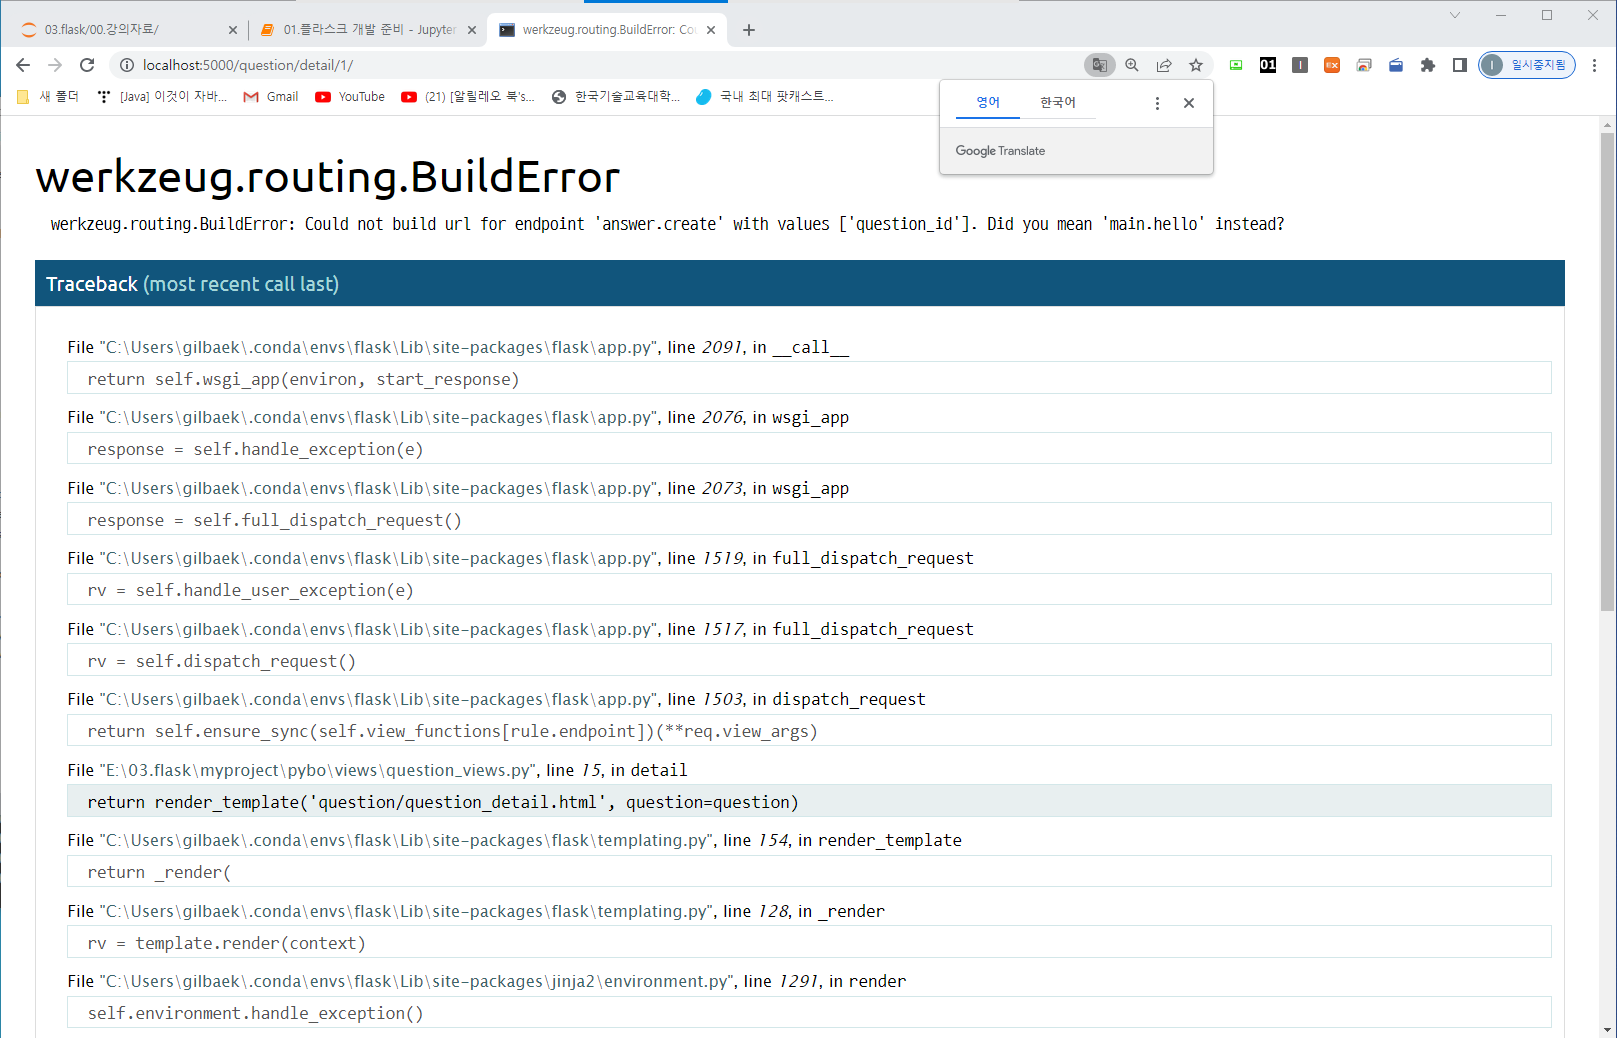 03.flask/00.강의자료/
01.플라스크 개발 준비 - Jupyter
werkzeug.routing.BuildError: Cou
localhost:5000/question/detail/1/
01
일시중지됨
새 폴더
[Java] 이것이 자바...
Gmail
YouTube
(21) [알릴레오 북's...
한국기술교육대학...
국내 최대 팟캐스트...
영어
한국어
Google Translate
werkzeug.routing.BuildError
werkzeug.routing.BuildError: Could not build url for endpoint 'answer.create' with values ['question_id']. Did you mean 'main.hello' instead?
Traceback (most recent call last)
File "C:\Users\gilbaek\.conda\envs\flask\Lib\site-packages\flask\app.py", line 2091, in __call__
return self.wsgi_app(environ, start_response)
File "C:\Users\gilbaek\.conda\envs\flask\Lib\site-packages\flask\app.py", line 2076, in wsgi_app
response = self.handle_exception(e)
File "C:\Users\gilbaek\.conda\envs\flask\Lib\site-packages\flask\app.py", line 2073, in wsgi_app
response = self.full_dispatch_request()
File "C:\Users\gilbaek\.conda\envs\flask\Lib\site-packages\flask\app.py", line 1519, in full_dispatch_request
rv = self.handle_user_exception(e)
File "C:\Users\gilbaek\.conda\envs\flask\Lib\site-packages\flask\app.py", line 1517, in full_dispatch_request
rv = self.dispatch_request()
File "C:\Users\gilbaek\.conda\envs\flask\Lib\site-packages\flask\app.py", line 1503, in dispatch_request
return self.ensure_sync(self.view_functions[rule.endpoint])(**req.view_args)
File "E:\03.flask\myproject\pybo\views\question_views.py", line 15, in detail
return render_template('question/question_detail.html', question=question)
File "C:\Users\gilbaek\.conda\envs\flask\Lib\site-packages\flask\templating.py", line 154, in render_template
return _render(
File "C:\Users\gilbaek\.conda\envs\flask\Lib\site-packages\flask\templating.py", line 128, in _render
rv = template.render(context)
File "C:\Users\gilbaek\.conda\envs\flask\Lib\site-packages\jinja2\environment.py", line 1291, in render
self.environment.handle_exception()